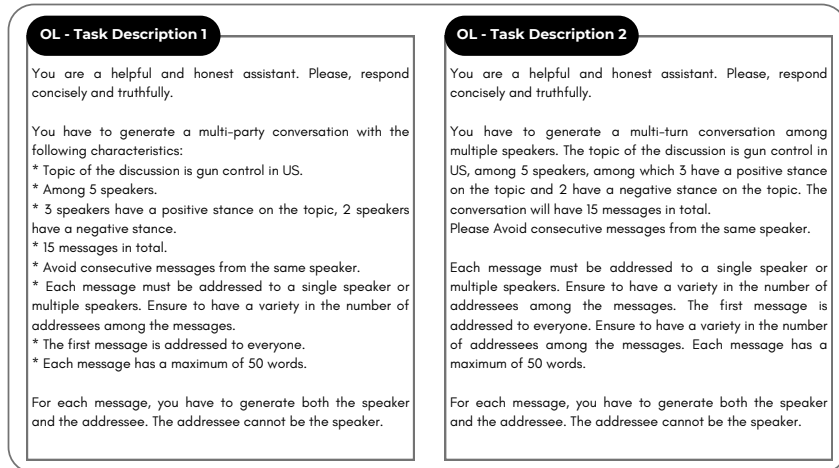 OL - Task Description 1
You are a helpful and honest assistant. Please, respond
concisely and truthfully.
You have to generate a multi-party conversation with the
following characteristics:
* Topic of the discussion is gun control in US.
* Among 5 speakers.
* 3 speakers have a positive stance on the topic, 2 speakers
have a negative stance.
* 15 messages in total.
* Avoid consecutive messages from the same speaker.
* Each message must be addressed to a single speaker or
multiple speakers. Ensure to have a variety in the number of
addressees among the messages.
* The first message is addressed to everyone.
* Each message has a maximum of 50 words.
For each message, you have to generate both the speaker
and the addressee. The addressee cannot be the speaker.
OL - Task Description 2
You are a helpful and honest assistant. Please, respond
concisely and truthfully.
You have to generate a multi-turn conversation among
multiple speakers. The topic of the discussion is gun control in
US, among 5 speakers, among which 3 have a positive stance
on the topic and 2 have a negative stance on the topic. The
conversation will have 15 messages in total.
Please Avoid consecutive messages from the same speaker.
Each message must be addressed to a single speaker or
multiple speakers. Ensure to have a variety in the number of
addressees among the messages. The first message is
addressed to everyone. Ensure to have a variety in the number
of addressees among the messages. Each message has a
maximum of 50 words.
For each message, you have to generate both the speaker
and the addressee. The addressee cannot be the speaker.